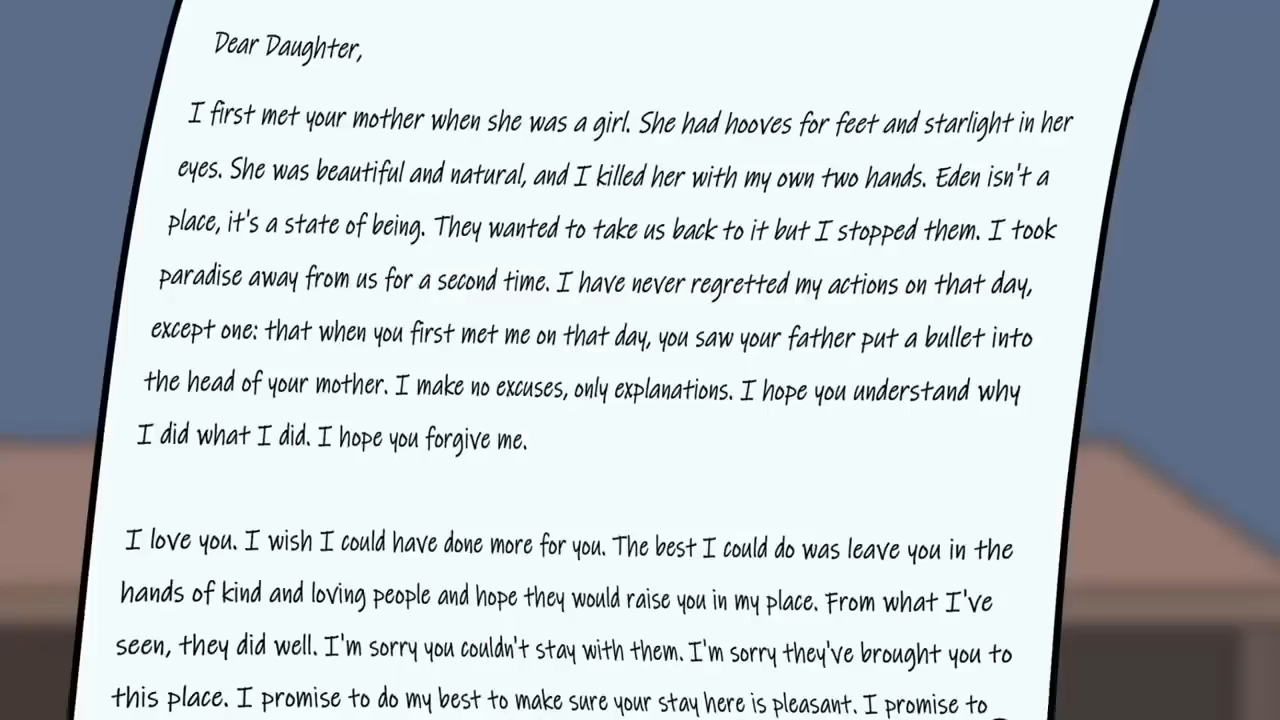 Dear Daughter,
I first met your mother when she was a girl. She had hooves for feet and starlight in her
eyes. She was beautiful and natural, and I killed her with my own two hands. Eden isn't a
place, it's a state of being. They wanted to take us back to it but I stopped them. I took
paradise away from us for a second time. I have never regretted my actions on that day,
except one: that when you first met me on that day, you saw your father put a bullet into
the head of your mother. I make no excuses, only explanations. I hope you understand why
I did what I did. I hope you forgive me.
I love you. I wish I could have done more for you. The best I could do was leave you in the
hands of kind and loving people and hope they would raise you in my place. From what I've
seen, they did well. I'm sorry you couldn't stay with them. I'm sorry they've brought you to
this place. I promise to do my best to make sure your stay here is pleasant. I promise to